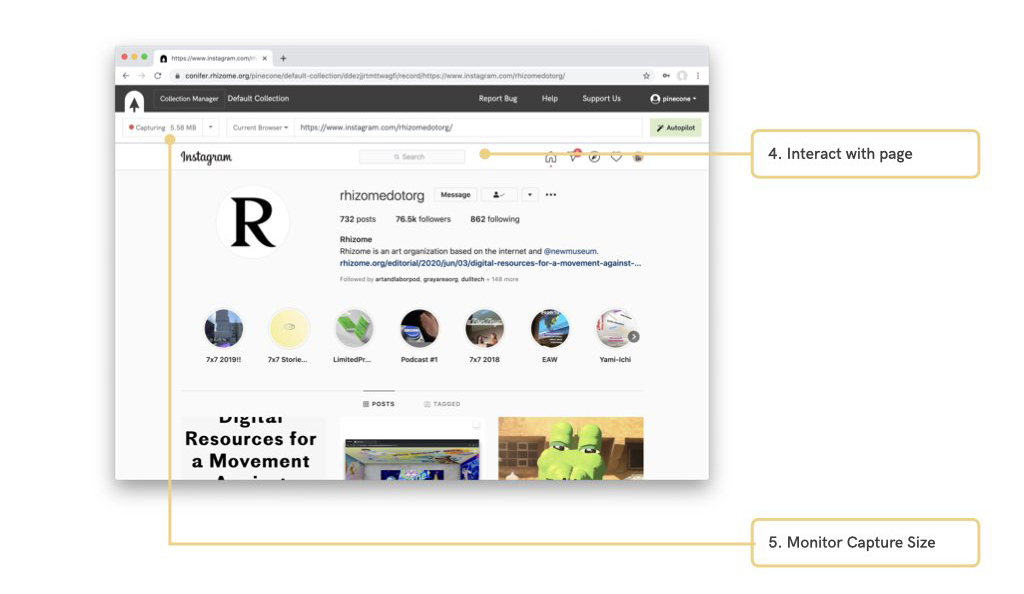 https://www.instagram.com/rh
conifer.rhizome.org/pinecone/default-collection/ddezjjrtmttwagfi/record/https://www.instagram.com/rhizomedotorg/
Collection Manager Default Collection Report Bug Help Support Us pinecone
Capturing 5.58 MB Current Browser https://www.instagram.com/rhizomedotorg/ Autopilot
Instagram Search
4. Interact with page
rhizomedotorg Message
R
732 posts 76.5k followers 862 following
Rhizome
Rhizome is an art organization based on the internet and @newmuseum.
rhizome.org/editorial/2020/jun/03/digital-resources-for-a-movement-against-...
Followed by artandlaborpod, grayareaorg, dulltech + 148 more
7x7 2019!! 7x7 Storie... LimitedPr... Podcast #1 7x7 2018 EAW Yami-Ichi
POSTS TAGGED
Digital
Resources for
a Movement
Against
5. Monitor Capture Size